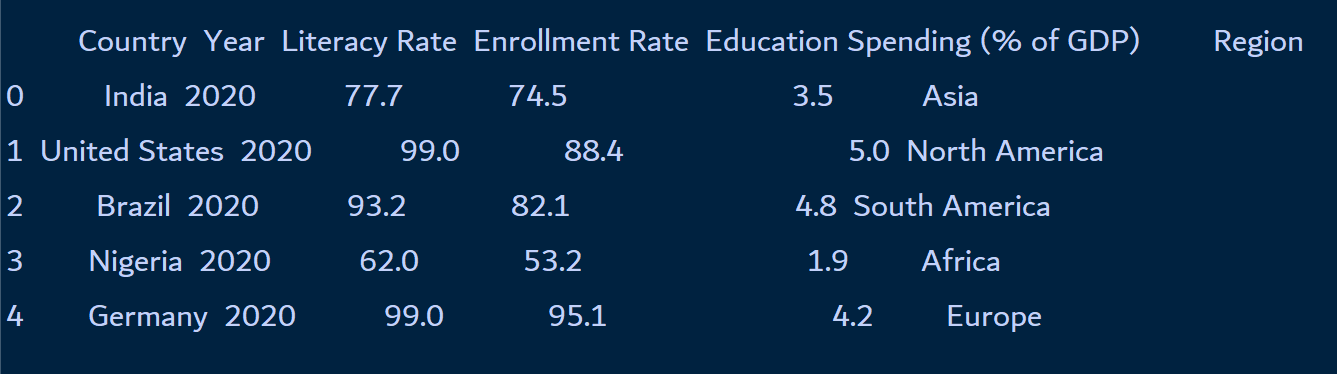 Country Year Literacy Rate Enrollment Rate Education Spending (% of GDP) Region
0 India 2020 77.7 74.5 3.5 Asia
1 United States 2020 99.0 88.4 5.0 North America
2 Brazil 2020 93.2 82.1 4.8 South America
3 Nigeria 2020 62.0 53.2 1.9 Africa
4 Germany 2020 99.0 95.1 4.2 Europe